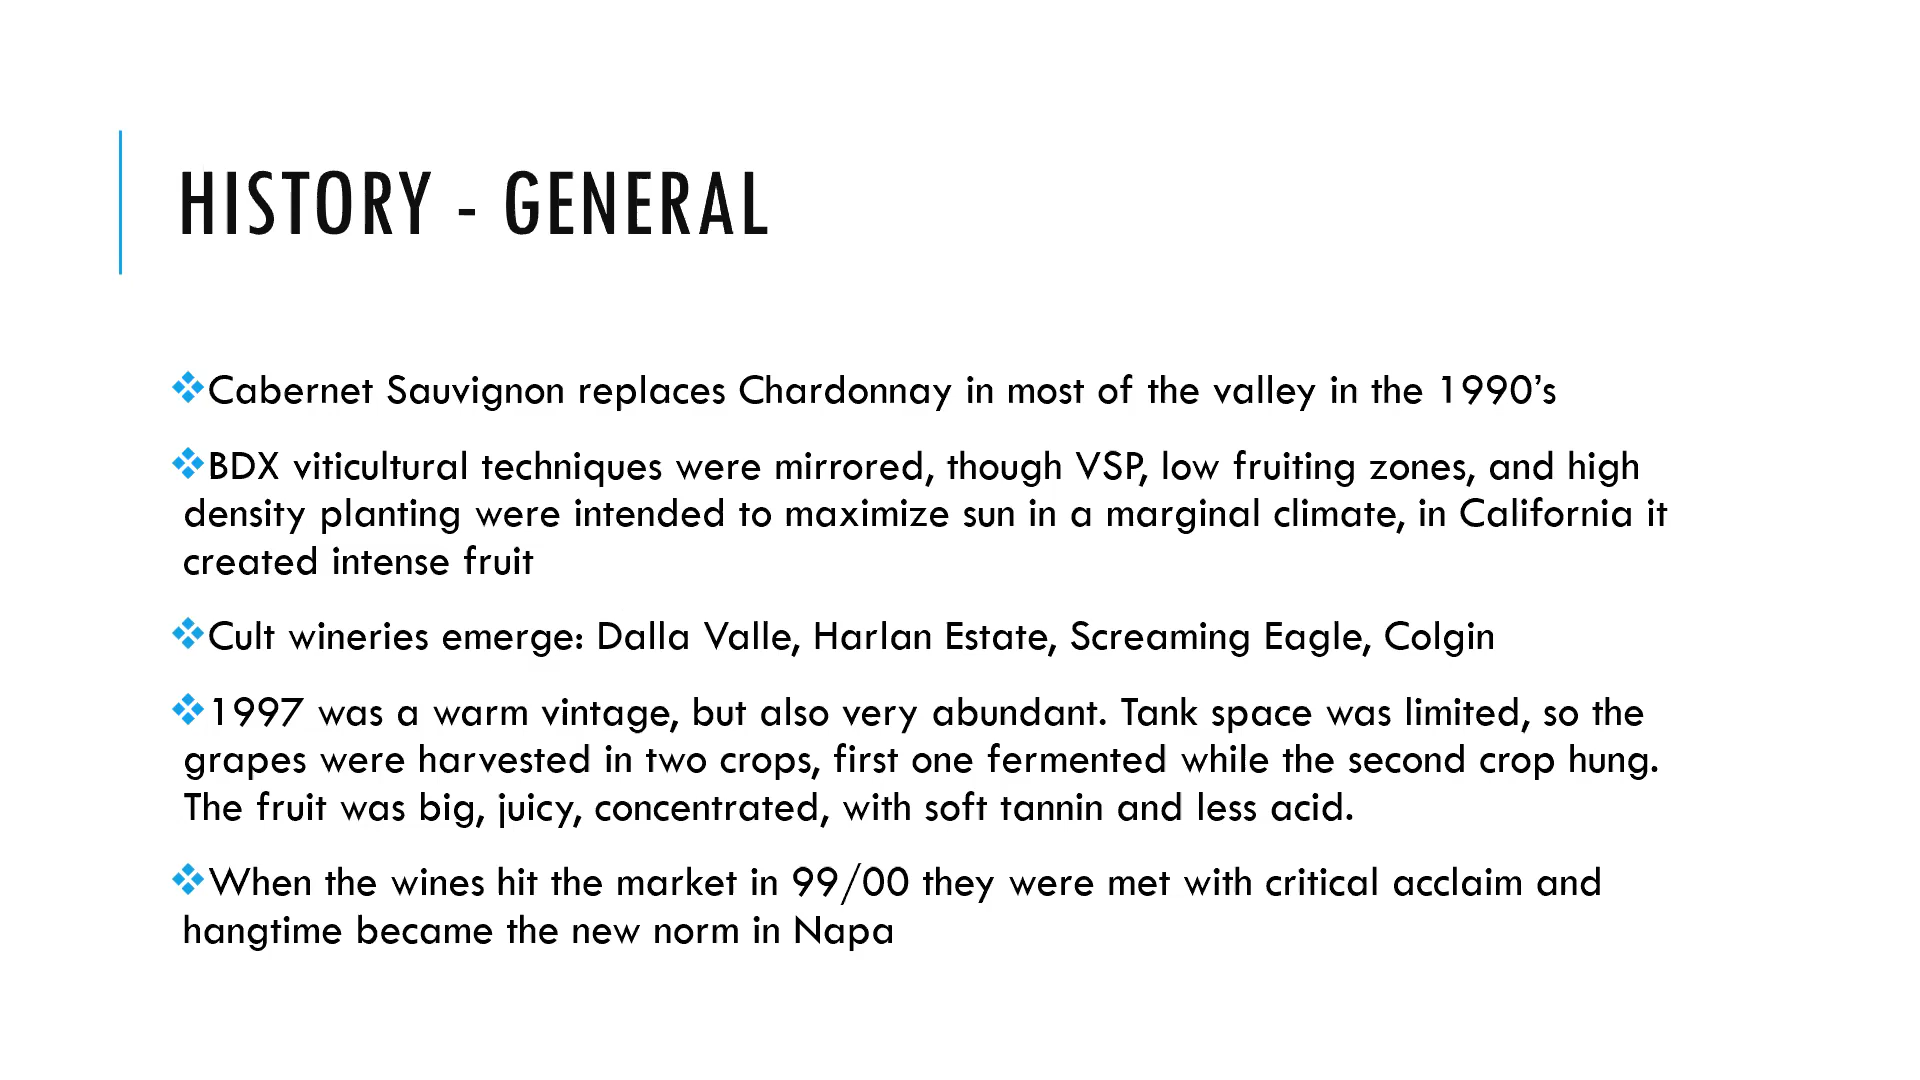 HISTORY - GENERAL
❖Cabernet Sauvignon replaces Chardonnay in most of the valley in the 1990’s
❖BDX viticultural techniques were mirrored, though VSP, low fruiting zones, and high
density planting were intended to maximize sun in a marginal climate, in California it
created intense fruit
❖Cult wineries emerge: Dalla Valle, Harlan Estate, Screaming Eagle, Colgin
❖1997 was a warm vintage, but also very abundant. Tank space was limited, so the
grapes were harvested in two crops, first one fermented while the second crop hung.
The fruit was big, juicy, concentrated, with soft tannin and less acid.
❖When the wines hit the market in 99/00 they were met with critical acclaim and
hangtime became the new norm in Napa